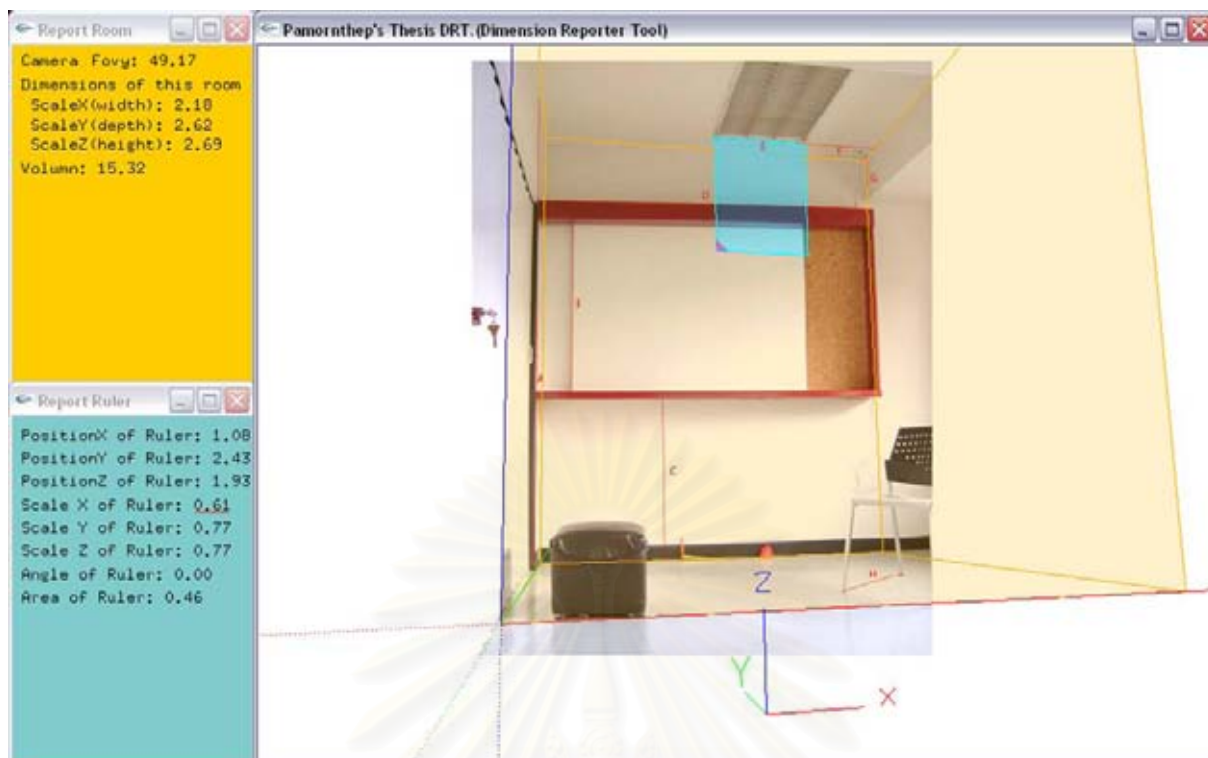 Report Room
Camera Fovy: 49.17
Dimensions of this room
ScaleX(width): 2.18
ScaleY(depth): 2.62
ScaleZ(height): 2.69
Volumn: 15.32
Report Ruler
PositionX of Ruler: 1.08
PositionY of Ruler: 2.43
PositionZ of Ruler: 1.93
Scale X of Ruler: 0.61
Scale Y of Ruler: 0.77
Scale Z of Ruler: 0.77
Angle of Ruler: 0.00
Area of Ruler: 0.46
Pamornthep's Thesis DRT.(Dimension Reporter Tool)
D
C
H
Z
Y
X